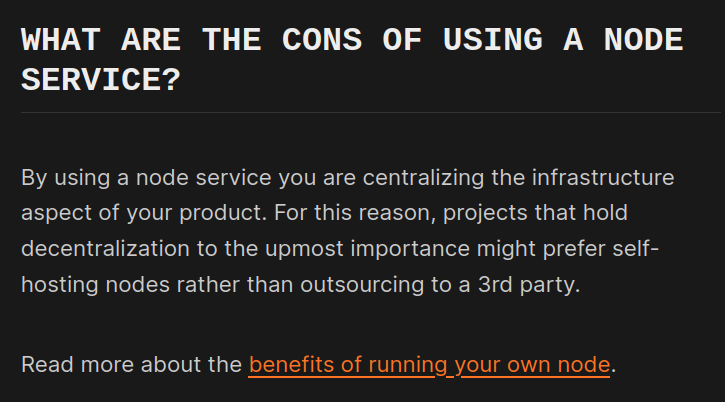 WHAT ARE THE CONS OF USING A NODE
SERVICE?
By using a node service you are centralizing the infrastructure
aspect of your product. For this reason, projects that hold
decentralization to the upmost importance might prefer self-
hosting nodes rather than outsourcing to a 3rd party.
Read more about the benefits of running your own node.